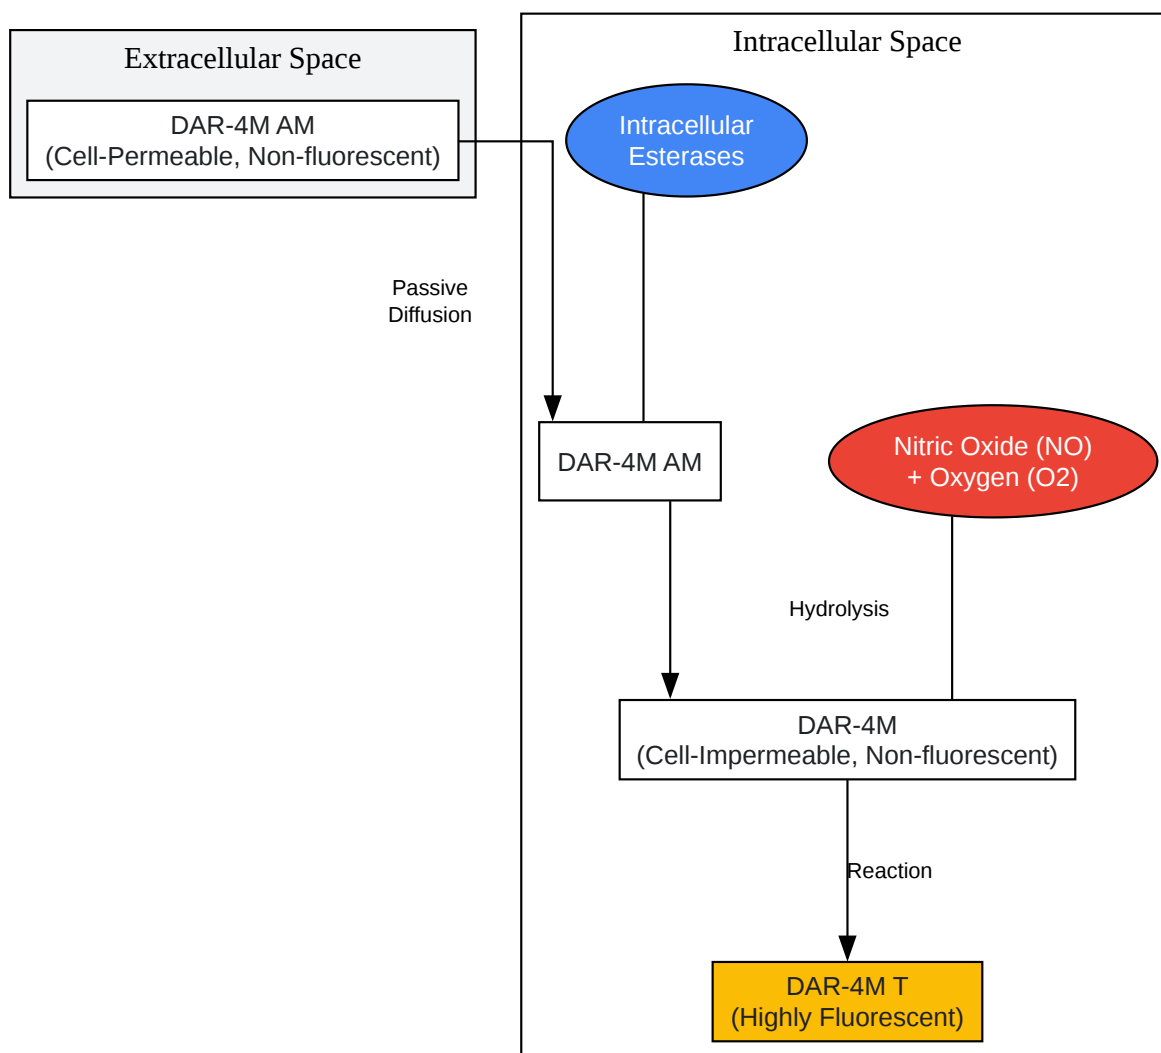 Extracellular Space
DAR-4M AM
(Cell-Permeable, Non-fluorescent)
Intracellular Space
Intracellular
Esterases
Passive
Diffusion
DAR-4M AM
Nitric Oxide (NO)
+ Oxygen (O2)
Hydrolysis
DAR-4M
(Cell-Impermeable, Non-fluorescent)
Reaction
DAR-4M T
(Highly Fluorescent)